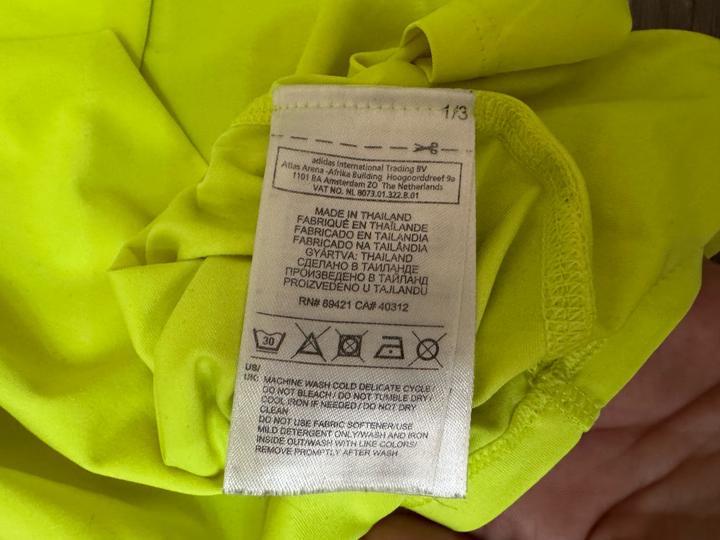 1/3
adidas International Trading BV
Atlas Arena -Afrika Building Hoogoorddreef 9a
1101 BA Amsterdam ZO The Netherlands
VAT NO. NL 8073.01.322.B.01
MADE IN THAILAND
FABRIQUÉ EN THAÏLANDE
FABRICADO EN TAILANDIA
FABRICADO NA TAILÂNDIA
GYÁRTVA: THAILAND
СДЕЛАНО В ТАИЛАНДЕ
ПРОИЗВЕДЕНО В ТАЙЛАНД
PROIZVEDENO U TAJLANDU
RN# 89421 CA# 40312
30
US/
UK: MACHINE WASH COLD DELICATE CYCLE /
DO NOT BLEACH / DO NOT TUMBLE DRY /
COOL IRON IF NEEDED / DO NOT DRY
CLEAN
DO NOT USE FABRIC SOFTENER/USE
MILD DETERGENT ONLY/WASH AND IRON
INSIDE OUT/WASH WITH LIKE COLORS/
REMOVE PROMPTLY AFTER WASH